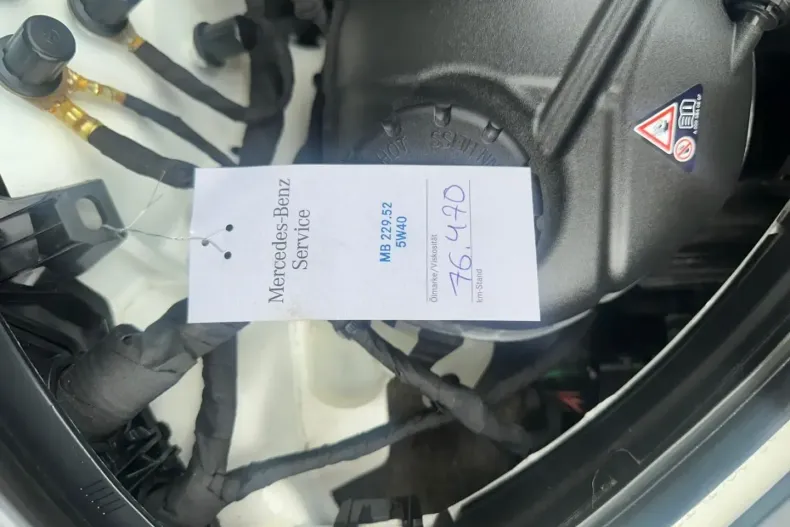 Mercedes-Benz
Service
MB 229.52
5W40
Ölmarke/Viskosität
76.470
km-Stand